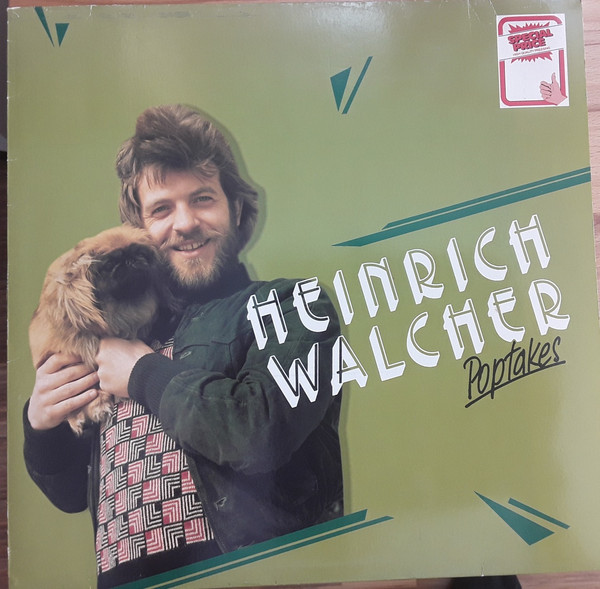 SPECIAL
PRICE
HEINRICH
WALCHER
Poptakes